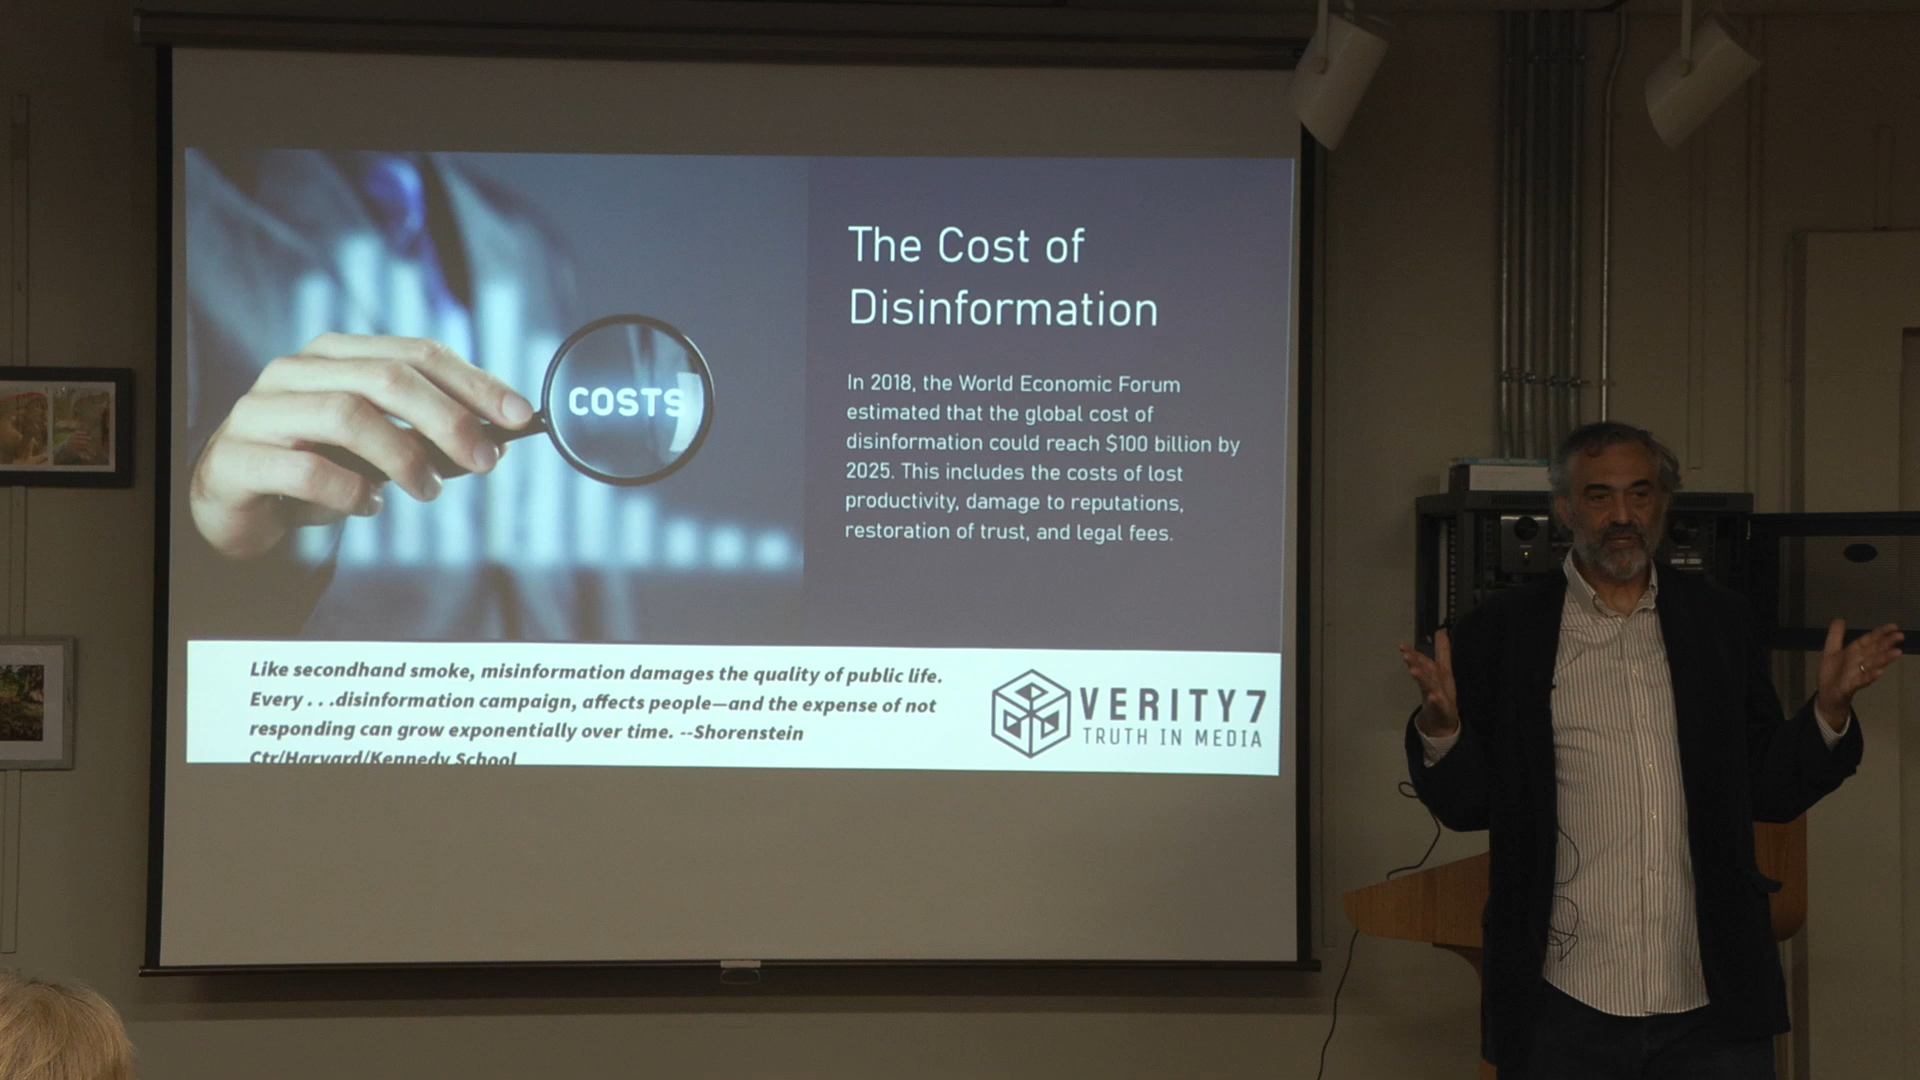 COSTS
The Cost of
Disinformation
In 2018, the World Economic Forum
estimated that the global cost of
disinformation could reach $100 billion by
2025. This includes the costs of lost
productivity, damage to reputations,
restoration of trust, and legal fees.
Like secondhand smoke, misinformation damages the quality of public life.
Every . . .disinformation campaign, affects people—and the expense of not
responding can grow exponentially over time. --Shorenstein
Ctr/Harvard/Kennedy School
VERITY7
TRUTH IN MEDIA